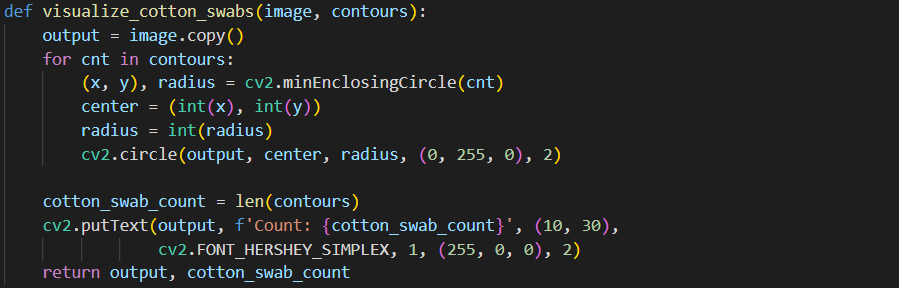 def visualize_cotton_swabs(image, contours):
    output = image.copy()
    for cnt in contours:
        (x, y), radius = cv2.minEnclosingCircle(cnt)
        center = (int(x), int(y))
        radius = int(radius)
        cv2.circle(output, center, radius, (0, 255, 0), 2)

    cotton_swab_count = len(contours)
    cv2.putText(output, f'Count: {cotton_swab_count}', (10, 30),
                cv2.FONT_HERSHEY_SIMPLEX, 1, (255, 0, 0), 2)
    return output, cotton_swab_count